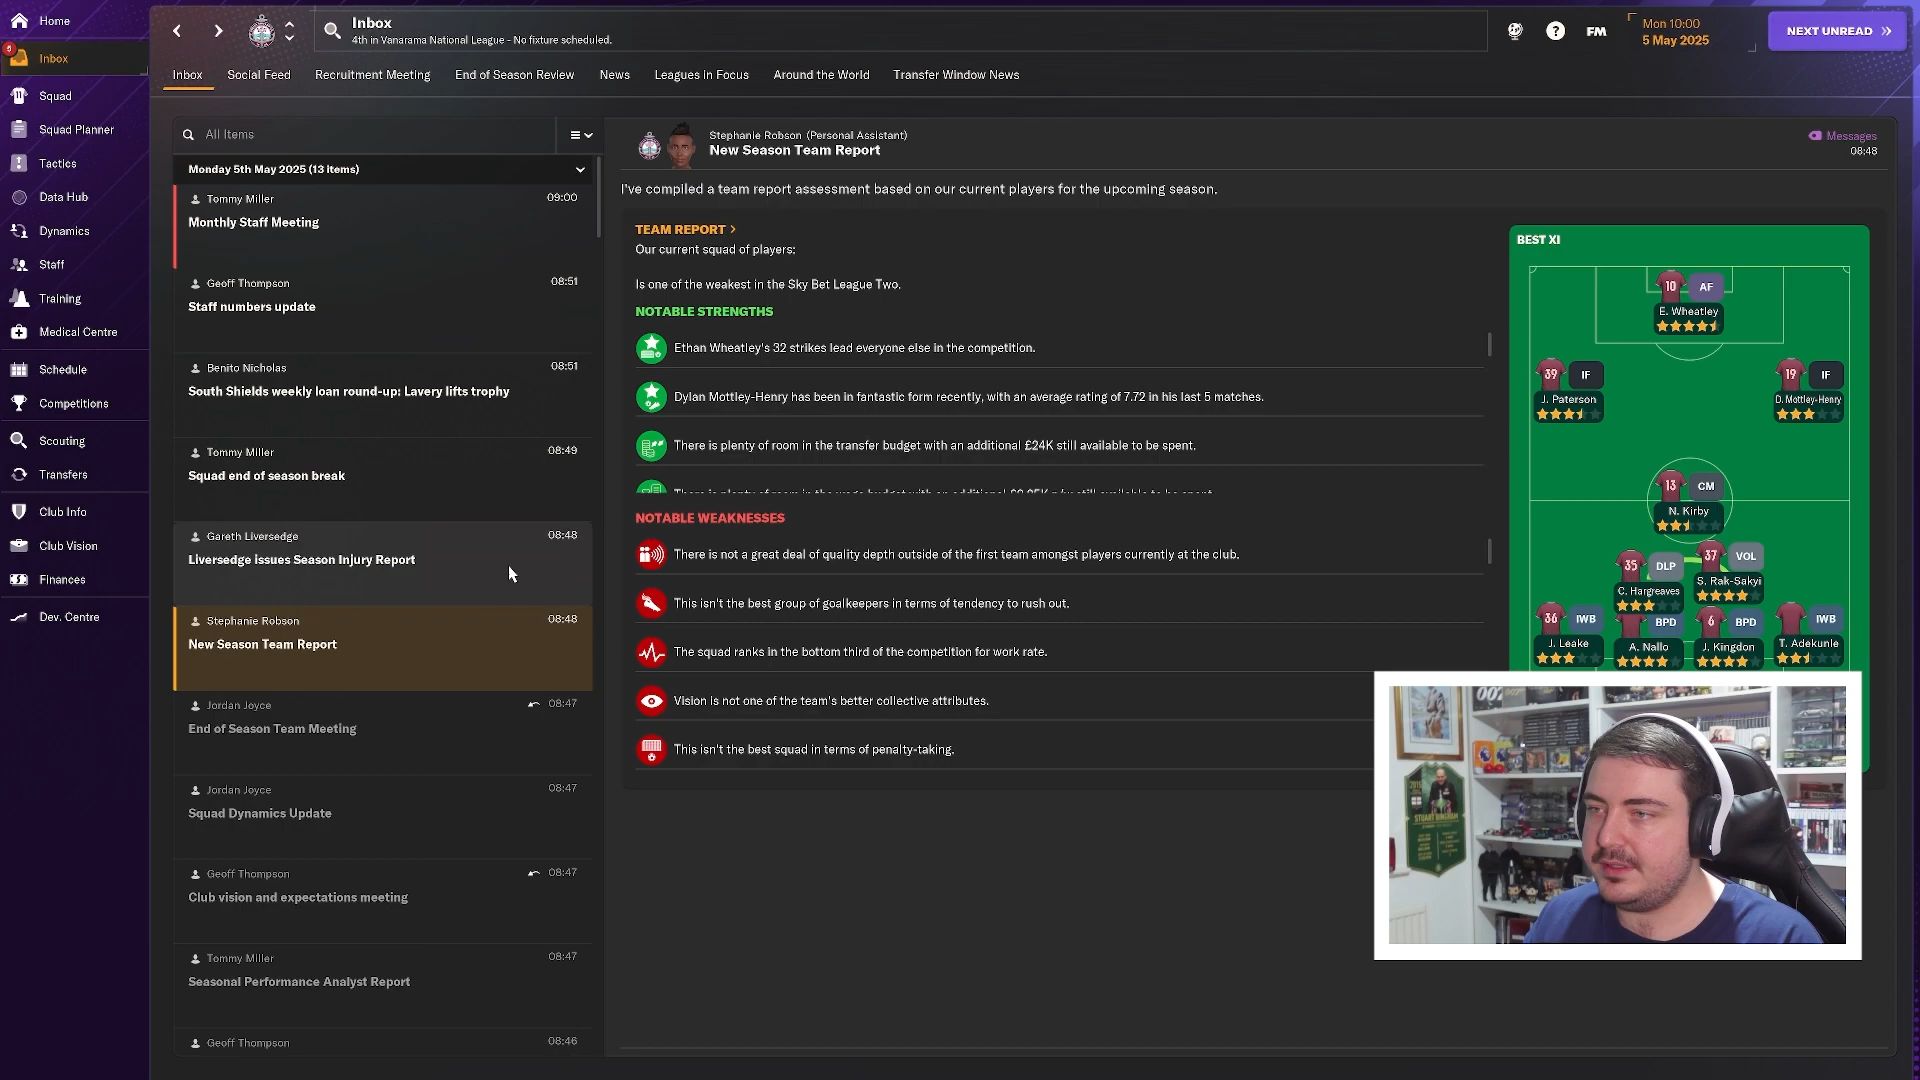 Home
6
Inbox
Squad
Squad Planner
Tactics
Data Hub
Dynamics
Staff
Training
Medical Centre
Schedule
Competitions
Scouting
Transfers
Club Info
Club Vision
Finances
Dev. Centre
Inbox
4th in Vanarama National League - No fixture scheduled.
FM
Mon 10:00
5 May 2025
NEXT UNREAD
Inbox
Social Feed
Recruitment Meeting
End of Season Review
News
Leagues in Focus
Around the World
Transfer Window News
All Items
Monday 5th May 2025 (13 Items)
Tommy Miller 09:00
Monthly Staff Meeting
Geoff Thompson 08:51
Staff numbers update
Benito Nicholas 08:51
South Shields weekly loan round-up: Lavery lifts trophy
Tommy Miller 08:49
Squad end of season break
Gareth Liversedge 08:48
Liversedge issues Season Injury Report
Stephanie Robson 08:48
New Season Team Report
Jordan Joyce 08:47
End of Season Team Meeting
Jordan Joyce 08:47
Squad Dynamics Update
Geoff Thompson 08:47
Club vision and expectations meeting
Tommy Miller 08:47
Seasonal Performance Analyst Report
Geoff Thompson 08:46
Stephanie Robson (Personal Assistant)
New Season Team Report
Messages
08:48
I've compiled a team report assessment based on our current players for the upcoming season.
TEAM REPORT >
Our current squad of players:
Is one of the weakest in the Sky Bet League Two.
NOTABLE STRENGTHS
Ethan Wheatley's 32 strikes lead everyone else in the competition.
Dylan Mottley-Henry has been in fantastic form recently, with an average rating of 7.72 in his last 5 matches.
There is plenty of room in the transfer budget with an additional £24K still available to be spent.
NOTABLE WEAKNESSES
There is not a great deal of quality depth outside of the first team amongst players currently at the club.
This isn't the best group of goalkeepers in terms of tendency to rush out.
The squad ranks in the bottom third of the competition for work rate.
Vision is not one of the team's better collective attributes.
This isn't the best squad in terms of penalty-taking.
BEST XI
10 AF
E. Wheatley
39 IF
J. Paterson
19 IF
D. Mottley-Henry
13 CM
N. Kirby
35 DLP
C. Hargreaves
37 VOL
S. Rak-Sakyi
36 IWB
J. Leake
BPD
A. Nallo
6 BPD
J. Kingdon
IWB
T. Adekunle
007
STUART BINGHAM